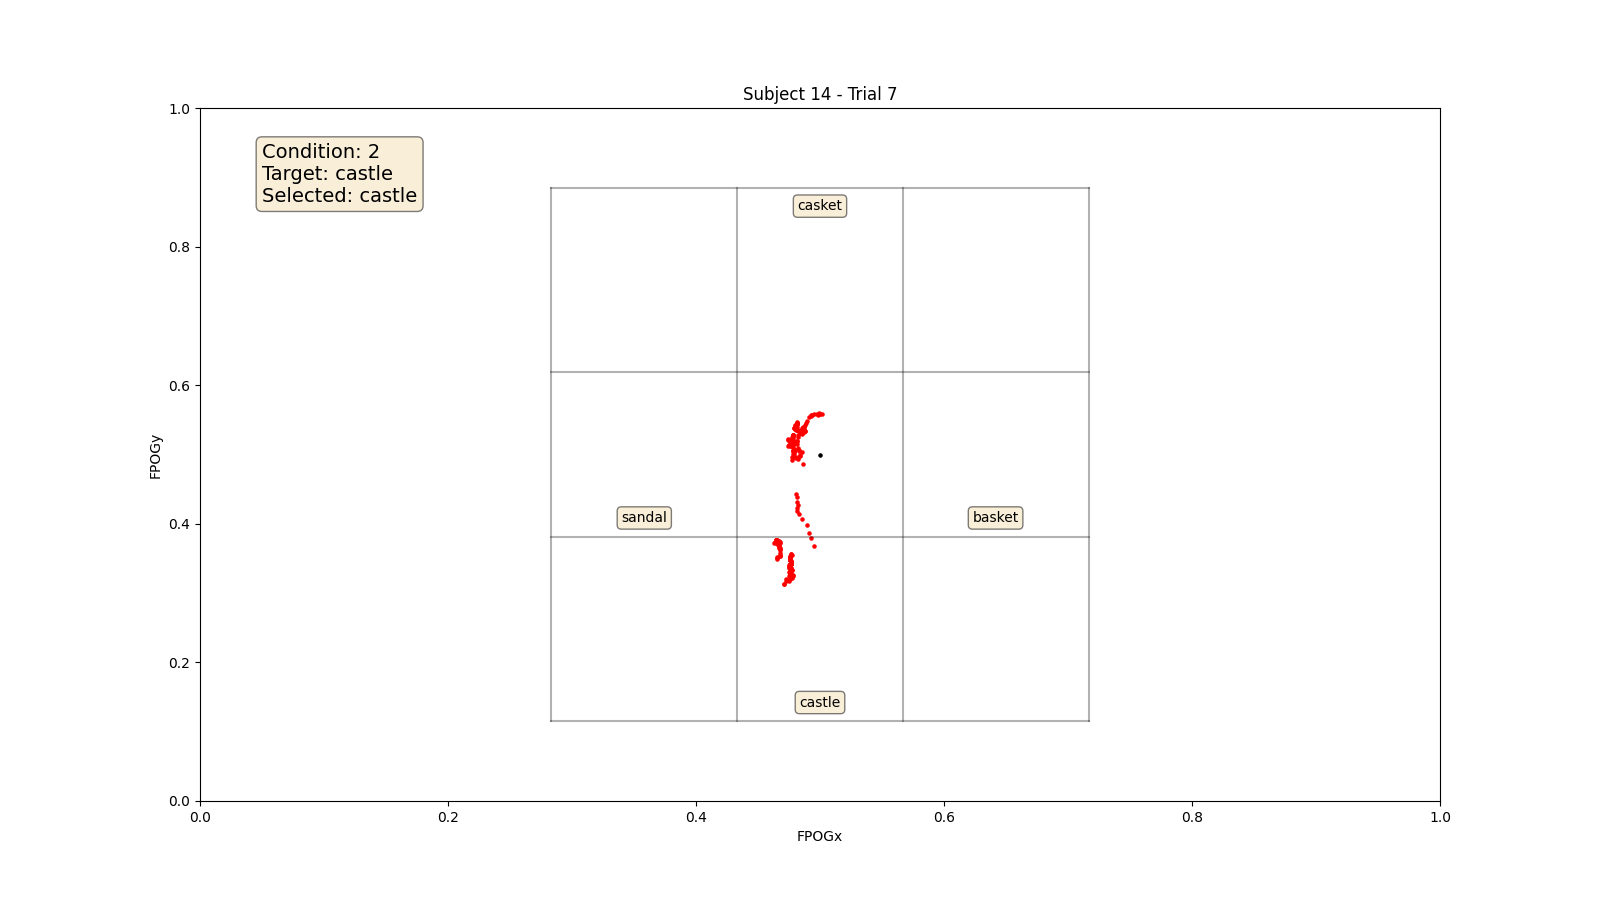 Subject 14 - Trial 7
1.0
Condition: 2
Target: castle
Selected: castle
casket
0.8
0.6
FPOGy
0.4
sandal
basket
0.2
castle
0.0
0.0 0.2 0.4 0.6 0.8 1.0
FPOGx